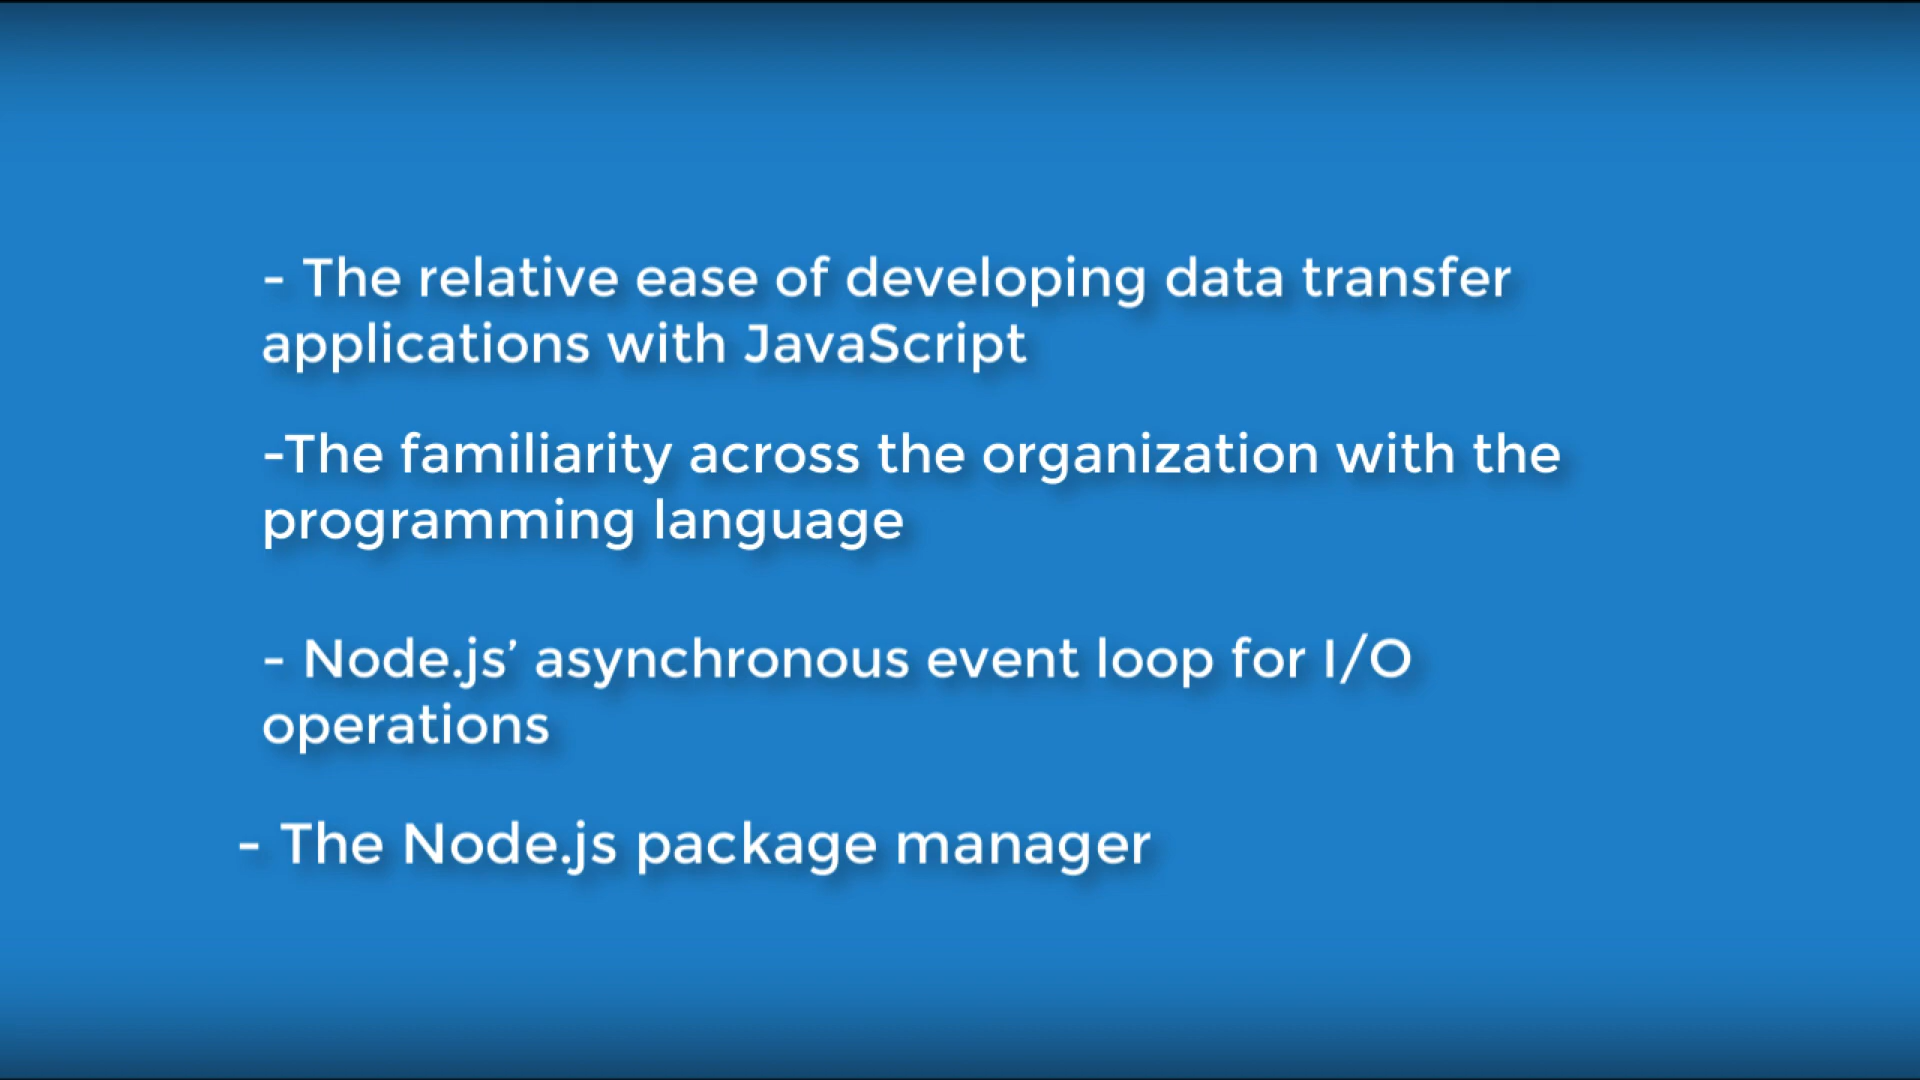 - The relative ease of developing data transfer
applications with JavaScript
-The familiarity across the organization with the
programming language
- Node.js’ asynchronous event loop for I/O
operations
- The Node.js package manager